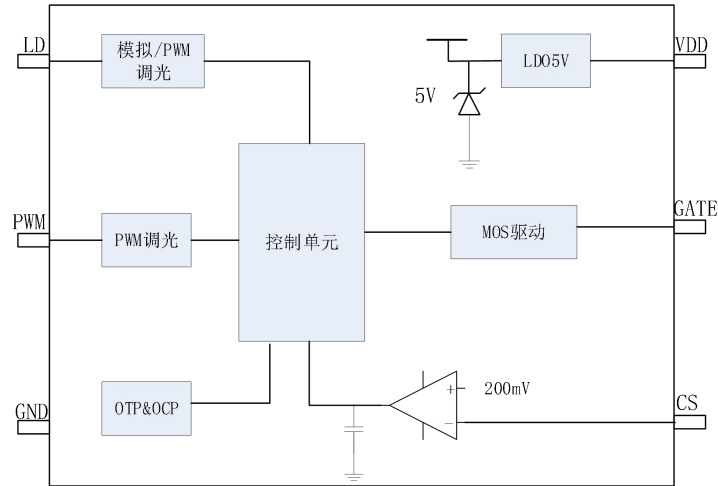 LD
模拟/PWM
调光
LDO5V
VDD
5V
PWM
PWM调光
控制单元
MOS驱动
GATE
GND
OTP&OCP
+
200mV
−
CS